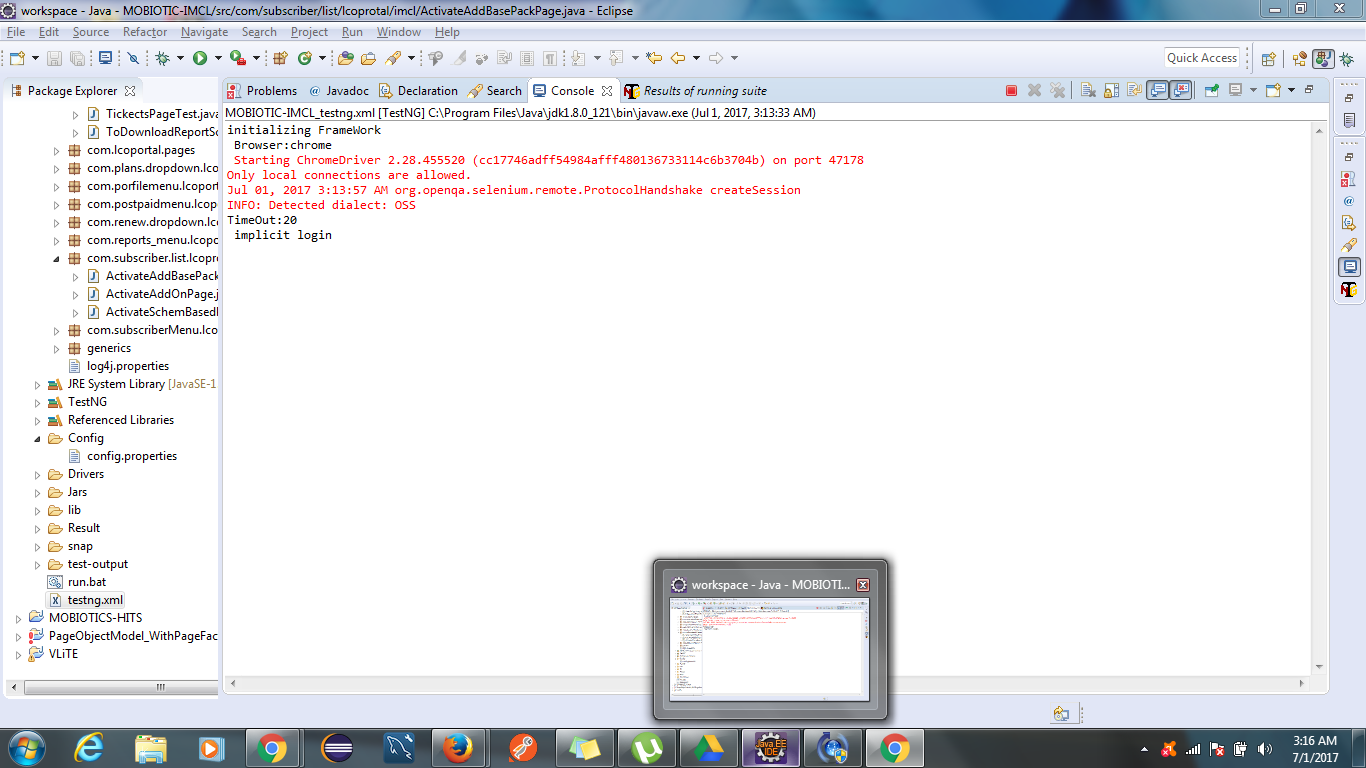 workspace - Java - MOBIOTIC-IMCL/src/com/subscriber/list/lcoprotal/imcl/ActivateAddBasePackPage.java - Eclipse
File Edit Source Refactor Navigate Search Project Run Window Help
Quick Access
Package Explorer
TickectsPageTest.java
ToDownloadReportSc
com.lcoportal.pages
com.plans.dropdown.lco
com.porfilemenu.lcoport
com.postpaidmenu.lcop
com.renew.dropdown.lcc
com.reports_menu.lcopc
com.subscriber.list.lcopro
ActivateAddBasePack
ActivateAddOnPage.j
ActivateSchemBasedI
com.subscriberMenu.lco
generics
log4j.properties
JRE System Library [JavaSE-1
TestNG
Referenced Libraries
Config
config.properties
Drivers
Jars
lib
Result
snap
test-output
run.bat
testng.xml
MOBIOTICS-HITS
PageObjectModel_WithPageFac
VLiTE
Problems @ Javadoc Declaration Search Console Results of running suite
MOBIOTIC-IMCL_testng.xml [TestNG] C:\Program Files\Java\jdk1.8.0_121\bin\javaw.exe (Jul 1, 2017, 3:13:33 AM)
initializing FrameWork
Browser:chrome
Starting ChromeDriver 2.28.455520 (cc17746adff54984afff480136733114c6b3704b) on port 47178
Only local connections are allowed.
Jul 01, 2017 3:13:57 AM org.openqa.selenium.remote.ProtocolHandshake createSession
INFO: Detected dialect: OSS
TimeOut:20
implicit login
workspace - Java - MOBIOTI...
Java EE
IDE
3:16 AM
7/1/2017